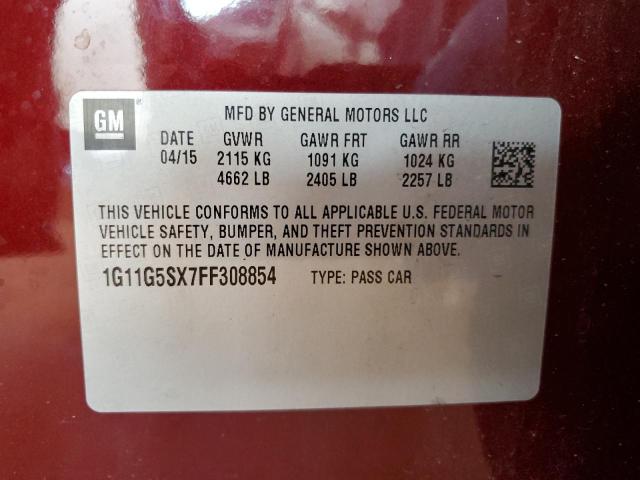 GM
MFD BY GENERAL MOTORS LLC
DATE GVWR GAWR FRT GAWR RR
04/15 2115 KG 1091 KG 1024 KG
4662 LB 2405 LB 2257 LB
THIS VEHICLE CONFORMS TO ALL APPLICABLE U.S. FEDERAL MOTOR
VEHICLE SAFETY, BUMPER, AND THEFT PREVENTION STANDARDS IN
EFFECT ON THE DATE OF MANUFACTURE SHOWN ABOVE.
1G11G5SX7FF308854 TYPE: PASS CAR